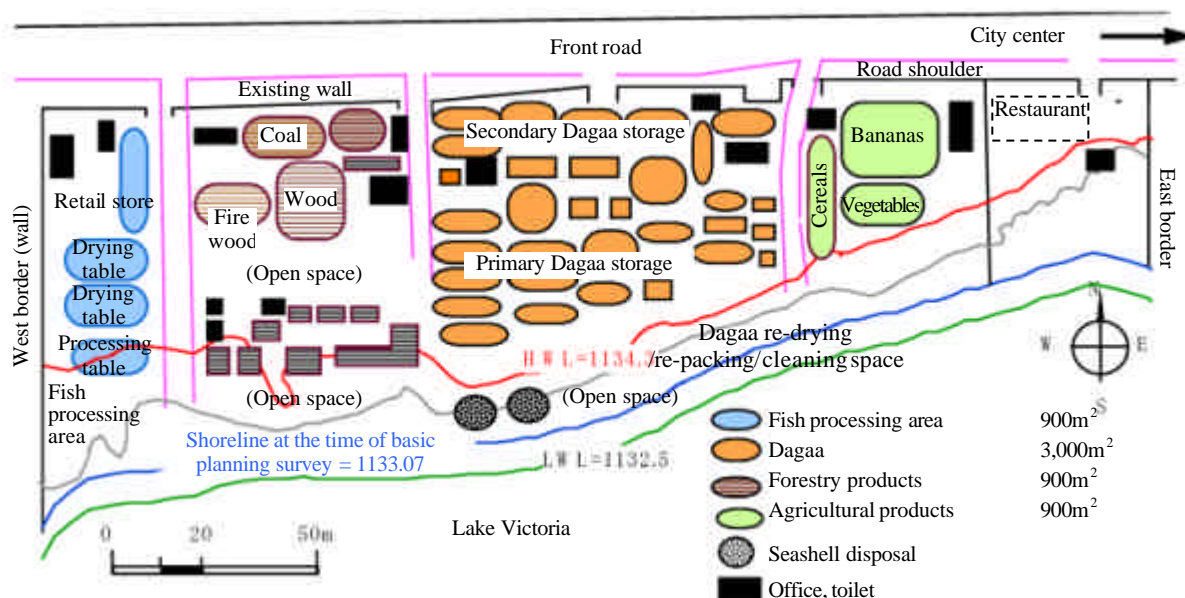 City center
Front road
Road shoulder
Existing wall
Restaurant
Coal
Secondary Dagaa storage
Bananas
Retail store
Wood
Cereals
Vegetables
Fire
wood
Drying
table
(Open space)
Primary Dagaa storage
Drying
table
West border (wall)
East border
N
W
E
S
Processing
table
Dagaa re-drying
/re-packing/cleaning space
HWL=1134.
Fish
processing
area
(Open space)
(Open space)
Shoreline at the time of basic
planning survey = 1133.07
LWL=1132.5
Lake Victoria
0 20 50m
Fish processing area 900m²
Dagaa 3,000m²
Forestry products 900m²
Agricultural products 900m²
Seashell disposal
Office, toilet